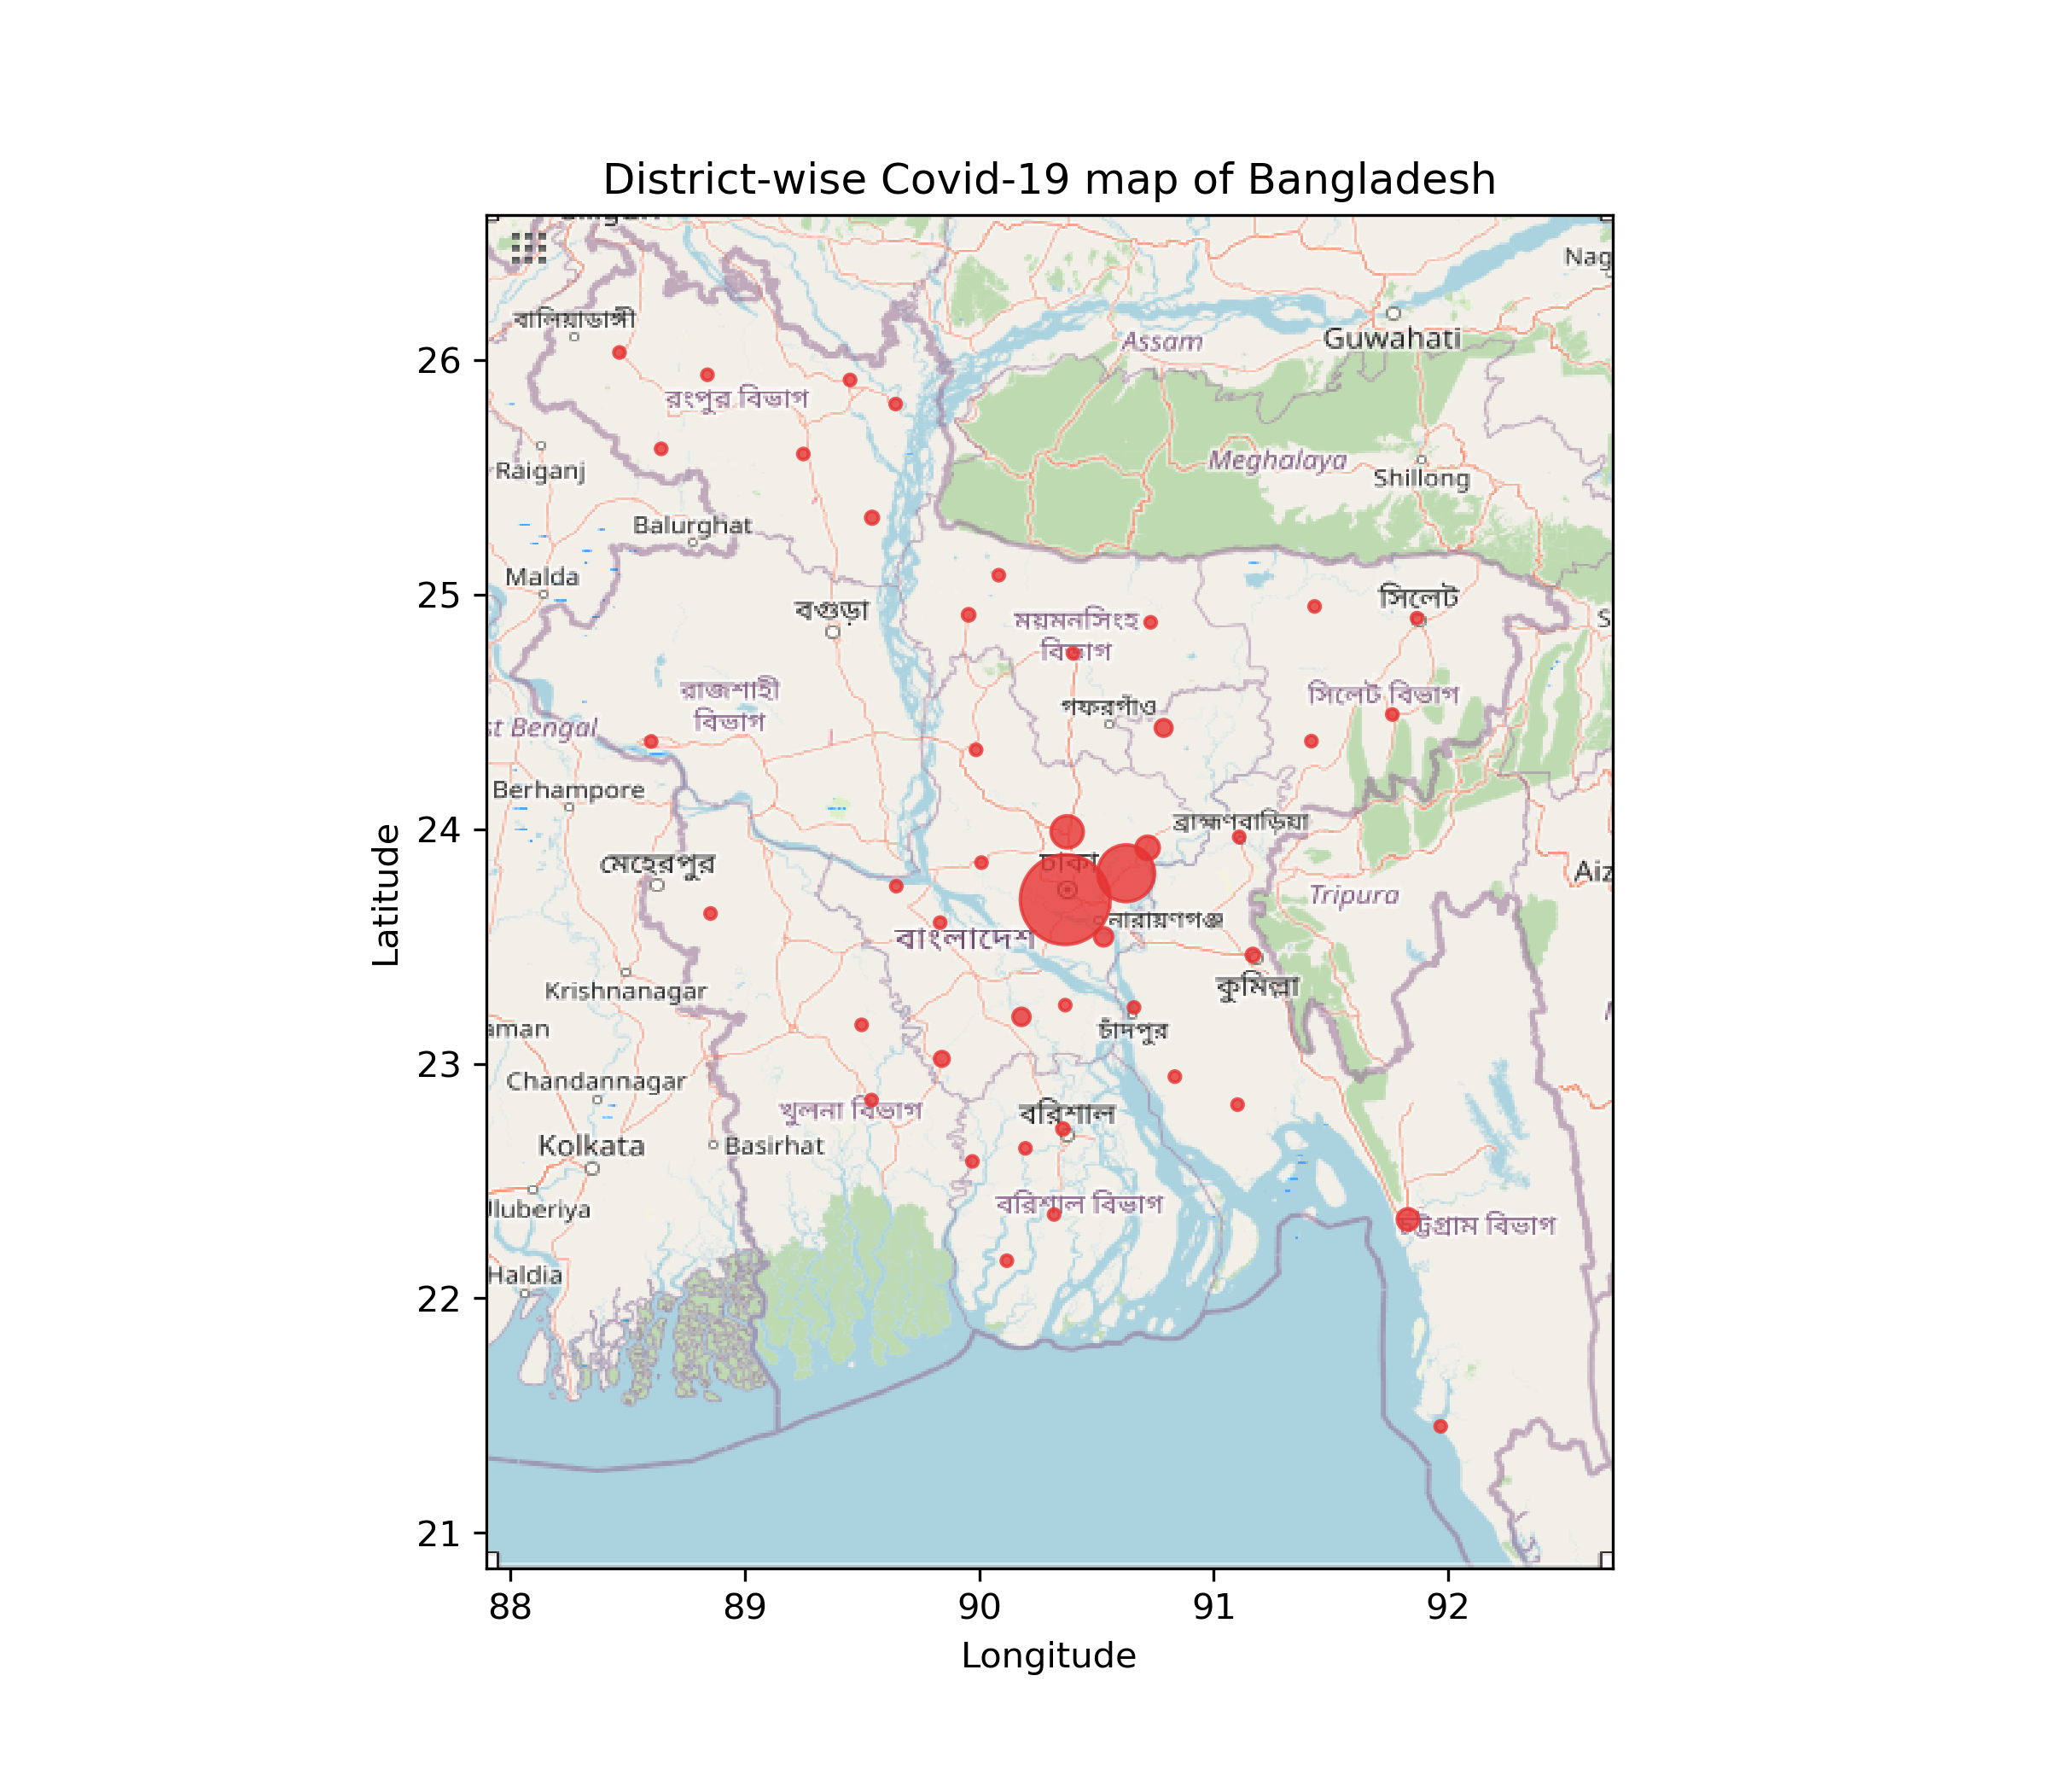 District-wise Covid-19 map of Bangladesh
Nag
বালিয়াডাঙ্গী
Assam
Guwahati
26
রংপুর বিভাগ
Raiganj
Meghalaya
Shillong
Balurghat
Malda
25
বগুড়া
সিলেট
S
ময়মনসিংহ
বিভাগ
রাজশাহী
বিভাগ
সিলেট বিভাগ
গফরগাঁও
st Bengal
Berhampore
24
ব্রাহ্মণবাড়িয়া
মেহেরপুর
ঢাকা
Aiz
Tripura
Latitude
নারায়ণগঞ্জ
বাংলাদেশ
Krishnanagar
কুমিল্লা
aman
চাঁদপুর
23
Chandannagar
খুলনা বিভাগ
বরিশাল
Kolkata
Basirhat
Uluberiya
বরিশাল বিভাগ
চট্টগ্রাম বিভাগ
Haldia
22
21
88 89 90 91 92
Longitude